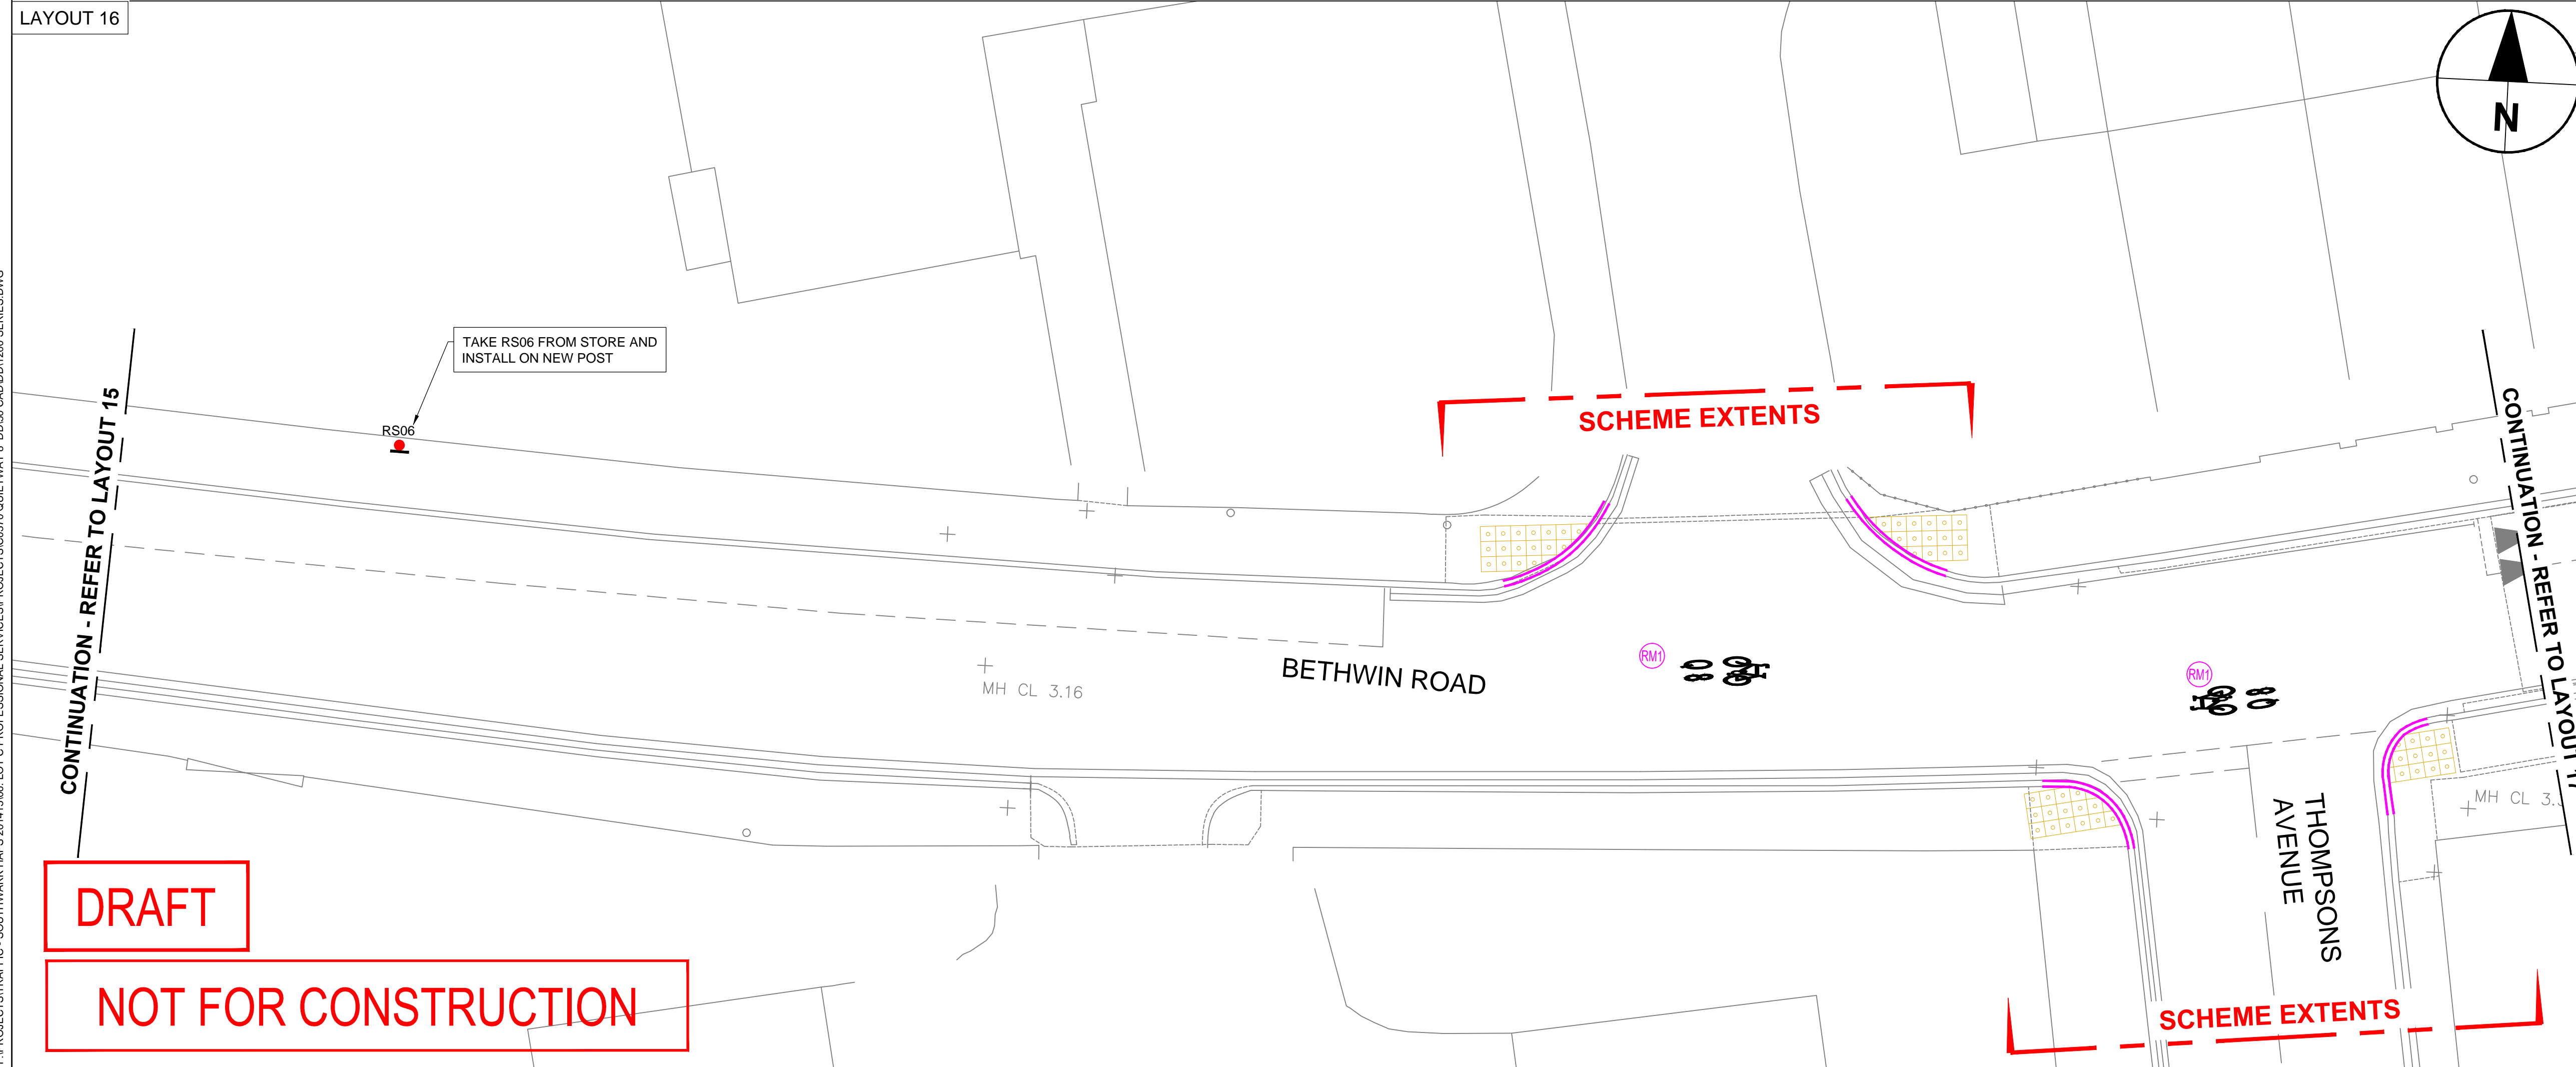 LAYOUT 16
N
TAKE RS06 FROM STORE AND
INSTALL ON NEW POST
RS06
CONTINUATION - REFER TO LAYOUT 15
SCHEME EXTENTS
CONTINUATION - REFER TO LAYOUT 17
BETHWIN ROAD
MH CL 3.16
RM1
RM1
MH CL 3.
THOMPSONS
AVENUE
DRAFT
NOT FOR CONSTRUCTION
SCHEME EXTENTS